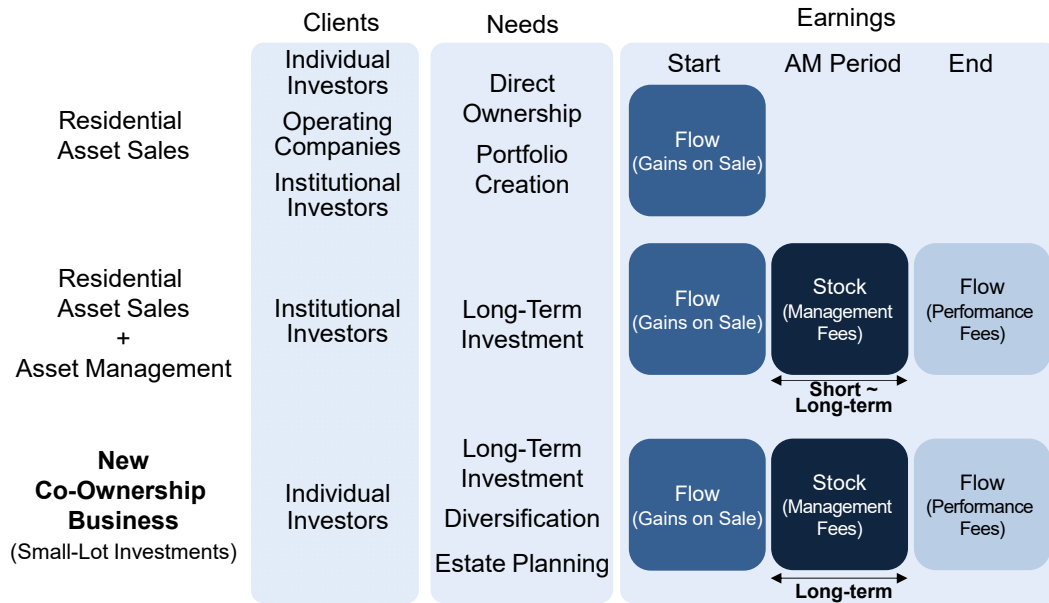 Clients
Needs
Earnings
Start
AM Period
End
Residential
Asset Sales
Individual
Investors
Operating
Companies
Institutional
Investors
Direct
Ownership
Portfolio
Creation
Flow
(Gains on Sale)
Residential
Asset Sales
+
Asset Management
Institutional
Investors
Long-Term
Investment
Flow
(Gains on Sale)
Stock
(Management
Fees)
Flow
(Performance
Fees)
Short ~
Long-term
New
Co-Ownership
Business
(Small-Lot Investments)
Individual
Investors
Long-Term
Investment
Diversification
Estate Planning
Flow
(Gains on Sale)
Stock
(Management
Fees)
Flow
(Performance
Fees)
Long-term